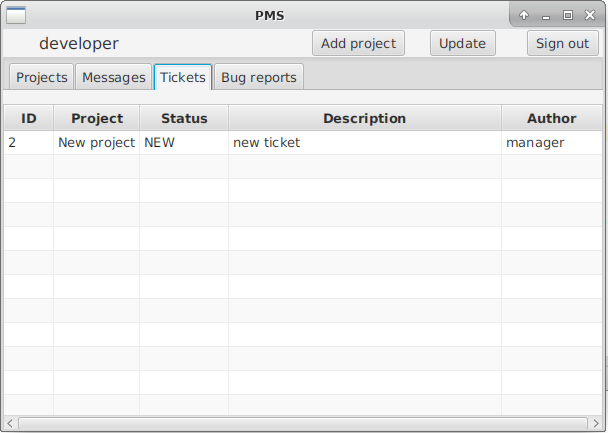 PMS
developer Add project Update Sign out
Projects Messages Tickets Bug reports
ID Project Status Description Author
2 New project NEW new ticket manager